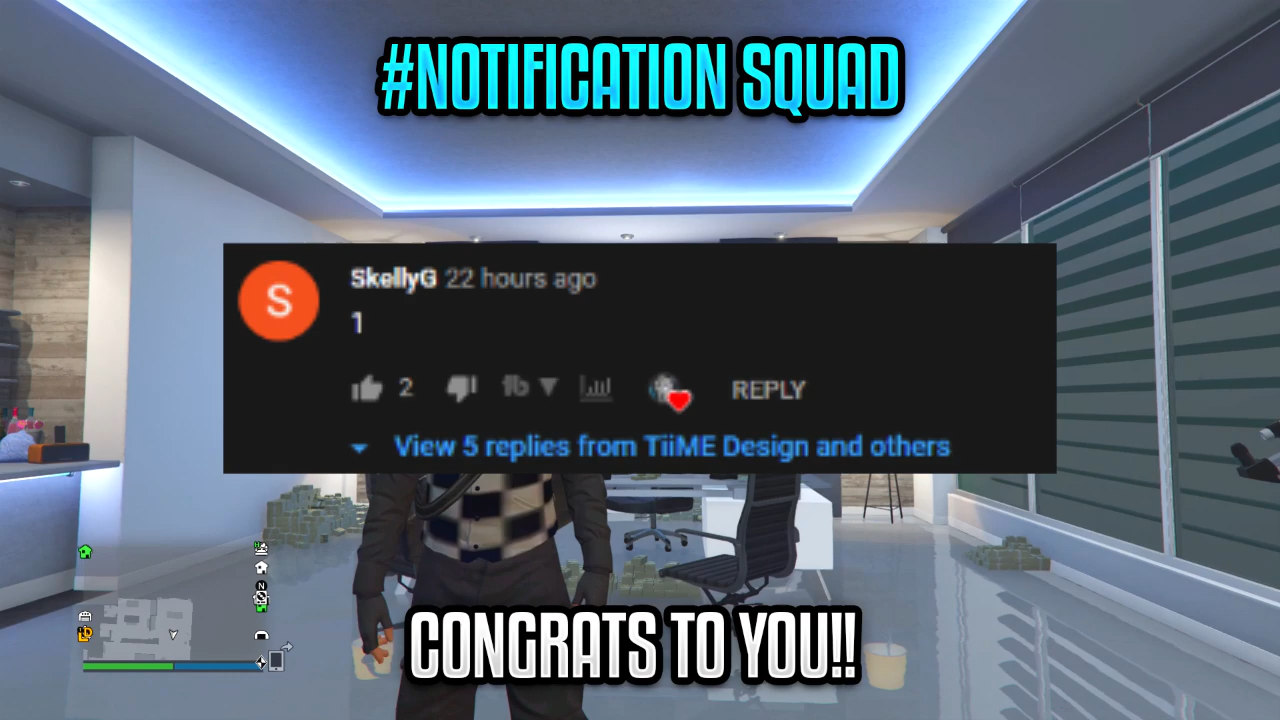 #NOTIFICATION SQUAD
S
SkellyG 22 hours ago
1
2
REPLY
View 5 replies from TiiME Design and others
N
CONGRATS TO YOU!!